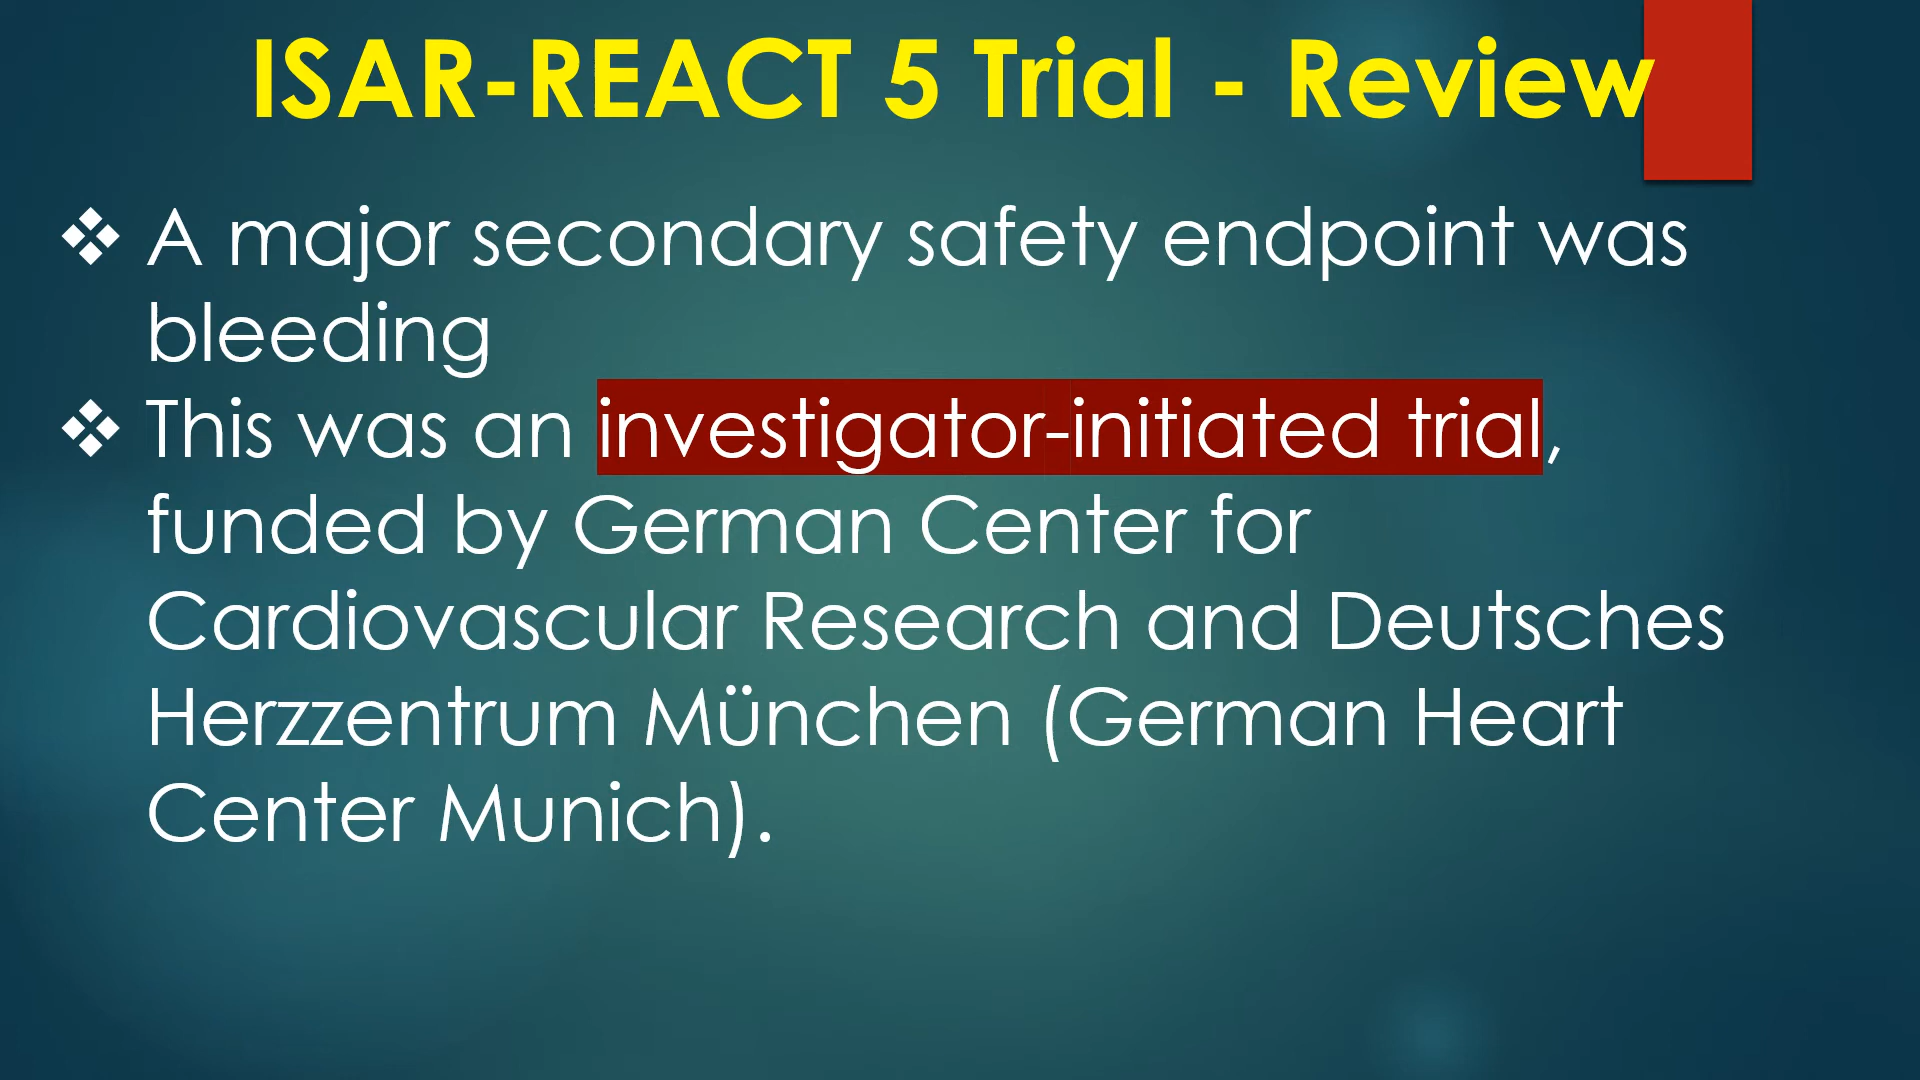 ISAR-REACT 5 Trial - Review
❖ A major secondary safety endpoint was
bleeding
❖ This was an investigator-initiated trial,
funded by German Center for
Cardiovascular Research and Deutsches
Herzzentrum München (German Heart
Center Munich).